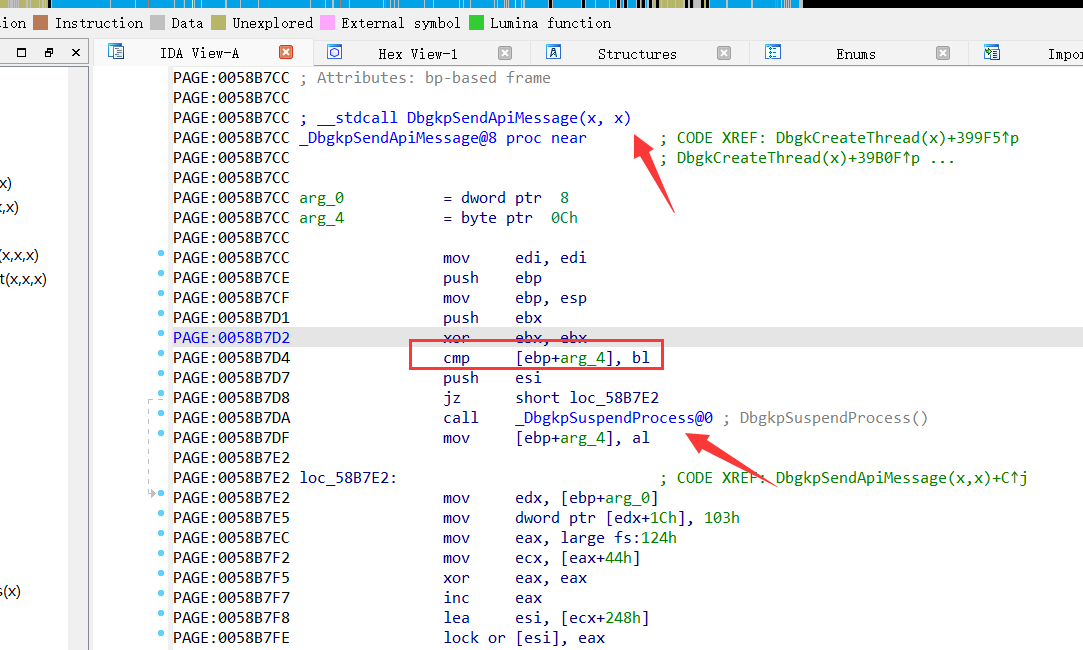 ion Instruction Data Unexplored External symbol Lumina function
IDA View-A Hex View-1 Structures Enums Impor
x)
x,x)
(x,x,x)
t(x,x,x)
s(x)
PAGE:0058B7CC ; Attributes: bp-based frame
PAGE:0058B7CC
PAGE:0058B7CC ; __stdcall DbgkpSendApiMessage(x, x)
PAGE:0058B7CC _DbgkpSendApiMessage@8 proc near ; CODE XREF: DbgkCreateThread(x)+399F5↑p
PAGE:0058B7CC ; DbgkCreateThread(x)+39B0F↑p ...
PAGE:0058B7CC
PAGE:0058B7CC arg_0 = dword ptr 8
PAGE:0058B7CC arg_4 = byte ptr 0Ch
PAGE:0058B7CC
PAGE:0058B7CC mov edi, edi
PAGE:0058B7CE push ebp
PAGE:0058B7CF mov ebp, esp
PAGE:0058B7D1 push ebx
PAGE:0058B7D2 xor ebx, ebx
PAGE:0058B7D4 cmp [ebp+arg_4], bl
PAGE:0058B7D7 push esi
PAGE:0058B7D8 jz short loc_58B7E2
PAGE:0058B7DA call _DbgkpSuspendProcess@0 ; DbgkpSuspendProcess()
PAGE:0058B7DF mov [ebp+arg_4], al
PAGE:0058B7E2
PAGE:0058B7E2 loc_58B7E2: ; CODE XREF: DbgkpSendApiMessage(x,x)+C↑j
PAGE:0058B7E2 mov edx, [ebp+arg_0]
PAGE:0058B7E5 mov dword ptr [edx+1Ch], 103h
PAGE:0058B7EC mov eax, large fs:124h
PAGE:0058B7F2 mov ecx, [eax+44h]
PAGE:0058B7F5 xor eax, eax
PAGE:0058B7F7 inc eax
PAGE:0058B7F8 lea esi, [ecx+248h]
PAGE:0058B7FE lock or [esi], eax